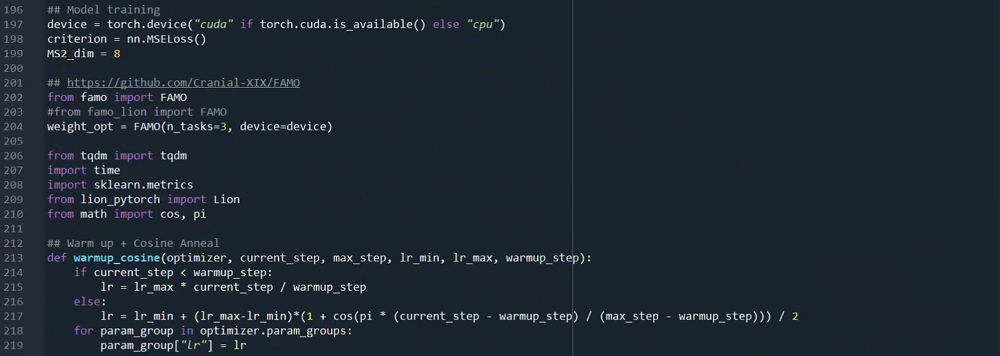 196 ## Model training
197 device = torch.device("cuda" if torch.cuda.is_available() else "cpu")
198 criterion = nn.MSELoss()
199 MS2_dim = 8
200
201 ## https://github.com/Cranial-XIX/FAMO
202 from famo import FAMO
203 #from famo_lion import FAMO
204 weight_opt = FAMO(n_tasks=3, device=device)
205
206 from tqdm import tqdm
207 import time
208 import sklearn.metrics
209 from lion_pytorch import Lion
210 from math import cos, pi
211
212 ## Warm up + Cosine Anneal
213 def warmup_cosine(optimizer, current_step, max_step, lr_min, lr_max, warmup_step):
214     if current_step < warmup_step:
215         lr = lr_max * current_step / warmup_step
216     else:
217         lr = lr_min + (lr_max-lr_min)*(1 + cos(pi * (current_step - warmup_step) / (max_step - warmup_step))) / 2
218     for param_group in optimizer.param_groups:
219         param_group["lr"] = lr